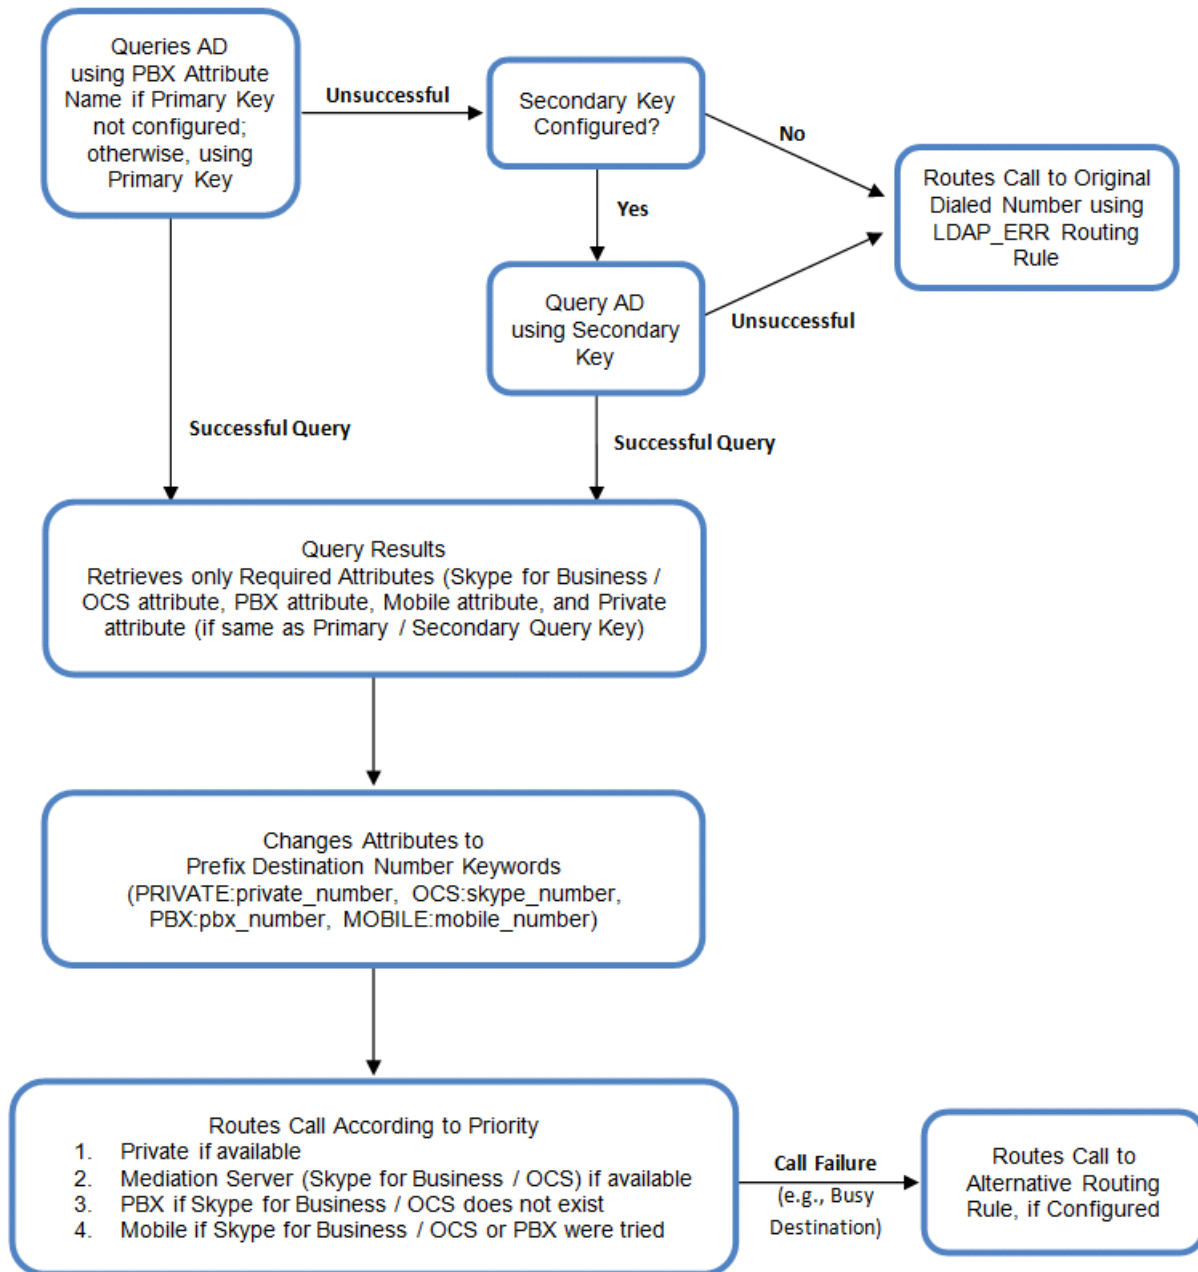 Queries AD
using PBX Attribute
Name if Primary Key
not configured;
otherwise, using
Primary Key
Unsuccessful
Secondary Key
Configured?
No
Routes Call to Original
Dialed Number using
LDAP_ERR Routing
Rule
Yes
Query AD
using Secondary
Key
Unsuccessful
Successful Query
Successful Query
Query Results
Retrieves only Required Attributes (Skype for Business /
OCS attribute, PBX attribute, Mobile attribute, and Private
attribute (if same as Primary / Secondary Query Key)
Changes Attributes to
Prefix Destination Number Keywords
(PRIVATE:private_number, OCS:skype_number,
PBX:pbx_number, MOBILE:mobile_number)
Routes Call According to Priority
1. Private if available
2. Mediation Server (Skype for Business / OCS) if available
3. PBX if Skype for Business / OCS does not exist
4. Mobile if Skype for Business / OCS or PBX were tried
Call Failure
(e.g., Busy
Destination)
Routes Call to
Alternative Routing
Rule, if Configured